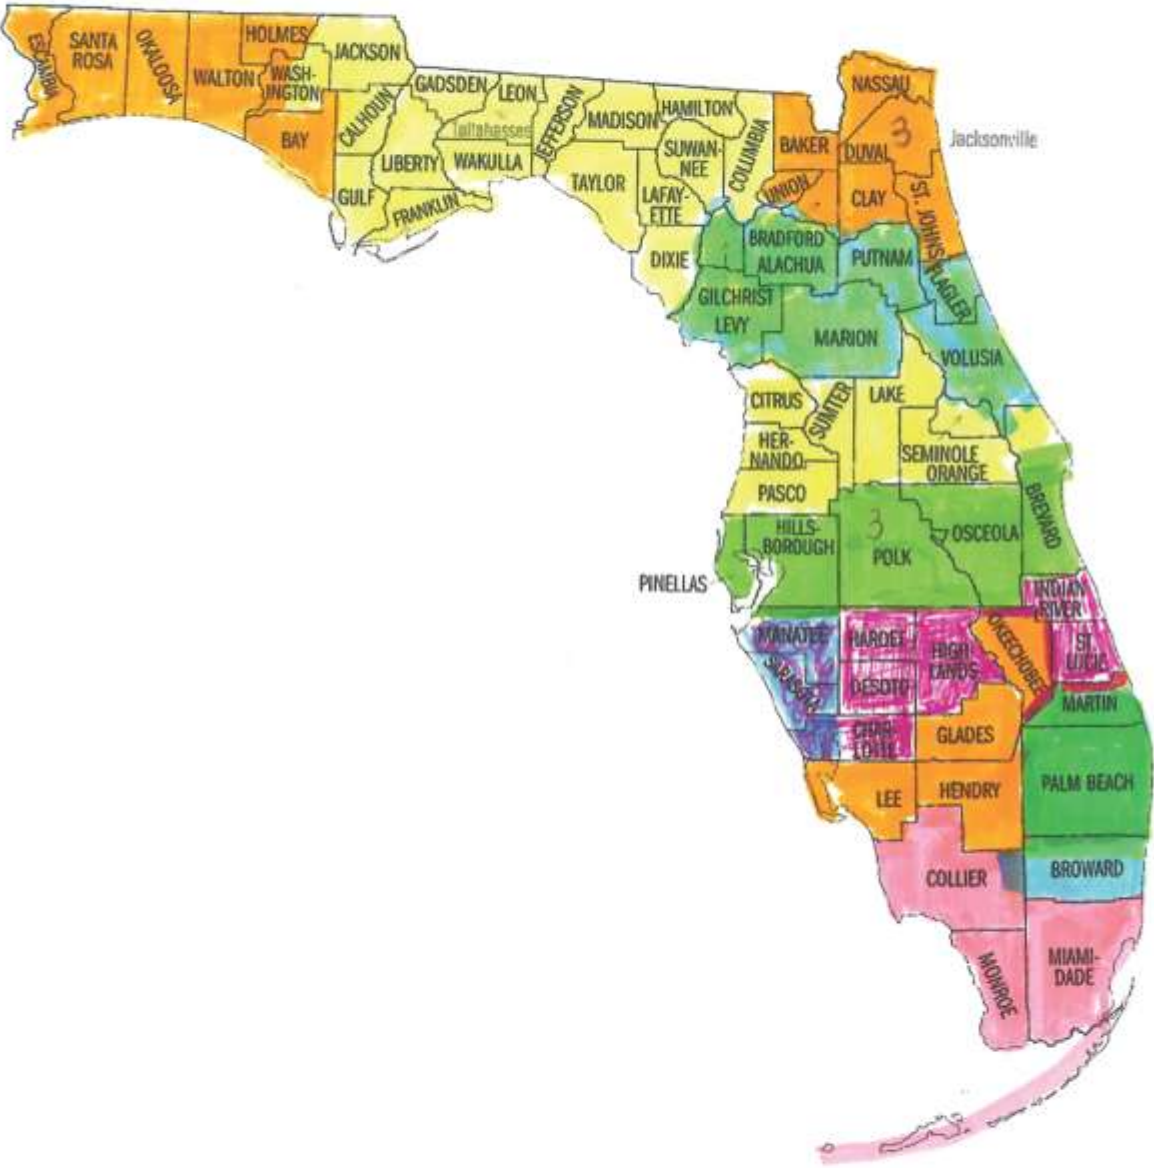 ESCAMBIA
SANTA
ROSA
OKALOOSA
WALTON
HOLMES
WASH-
INGTON
BAY
JACKSON
CALHOUN
GULF
GADSDEN
LIBERTY
FRANKLIN
LEON
Tallahassee
WAKULLA
JEFFERSON
MADISON
TAYLOR
HAMILTON
SUWAN-
NEE
LAFAY-
ETTE
DIXIE
COLUMBIA
BAKER
UNION
NASSAU
3
DUVAL
Jacksonville
CLAY
ST. JOHNS
BRADFORD
ALACHUA
PUTNAM
FLAGLER
GILCHRIST
LEVY
MARION
VOLUSIA
CITRUS
SUMTER
LAKE
HER-
NANDO
SEMINOLE
ORANGE
PASCO
HILLS-
BOROUGH
3
POLK
OSCEOLA
BREVARD
PINELLAS
INDIAN
RIVER
MANATEE
HARDEE
HIGH-
LANDS
OKEECHOBEE
ST.
LUCIE
SARASOTA
DESOTO
MARTIN
CHAR-
LOTTE
GLADES
LEE
HENDRY
PALM BEACH
COLLIER
BROWARD
MONROE
MIAMI-
DADE